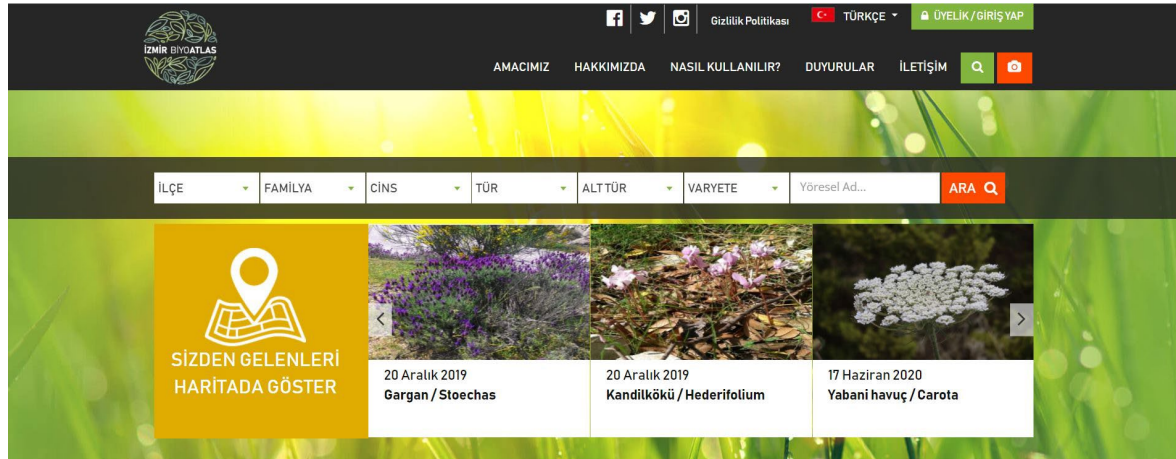 Gizlilik Politikası
TÜRKÇE
ÜYELİK / GİRİŞ YAP
İZMİR BİYOATLAS
AMACIMIZ
HAKKIMIZDA
NASIL KULLANILIR?
DUYURULAR
İLETİŞİM
İLÇE
FAMİLYA
CİNS
TÜR
ALT TÜR
VARYETE
Yöresel Ad...
ARA
SİZDEN GELENLERİ
HARİTADA GÖSTER
20 Aralık 2019
Gargan / Stoechas
20 Aralık 2019
Kandilkökü / Hederifolium
17 Haziran 2020
Yabani havuç / Carota